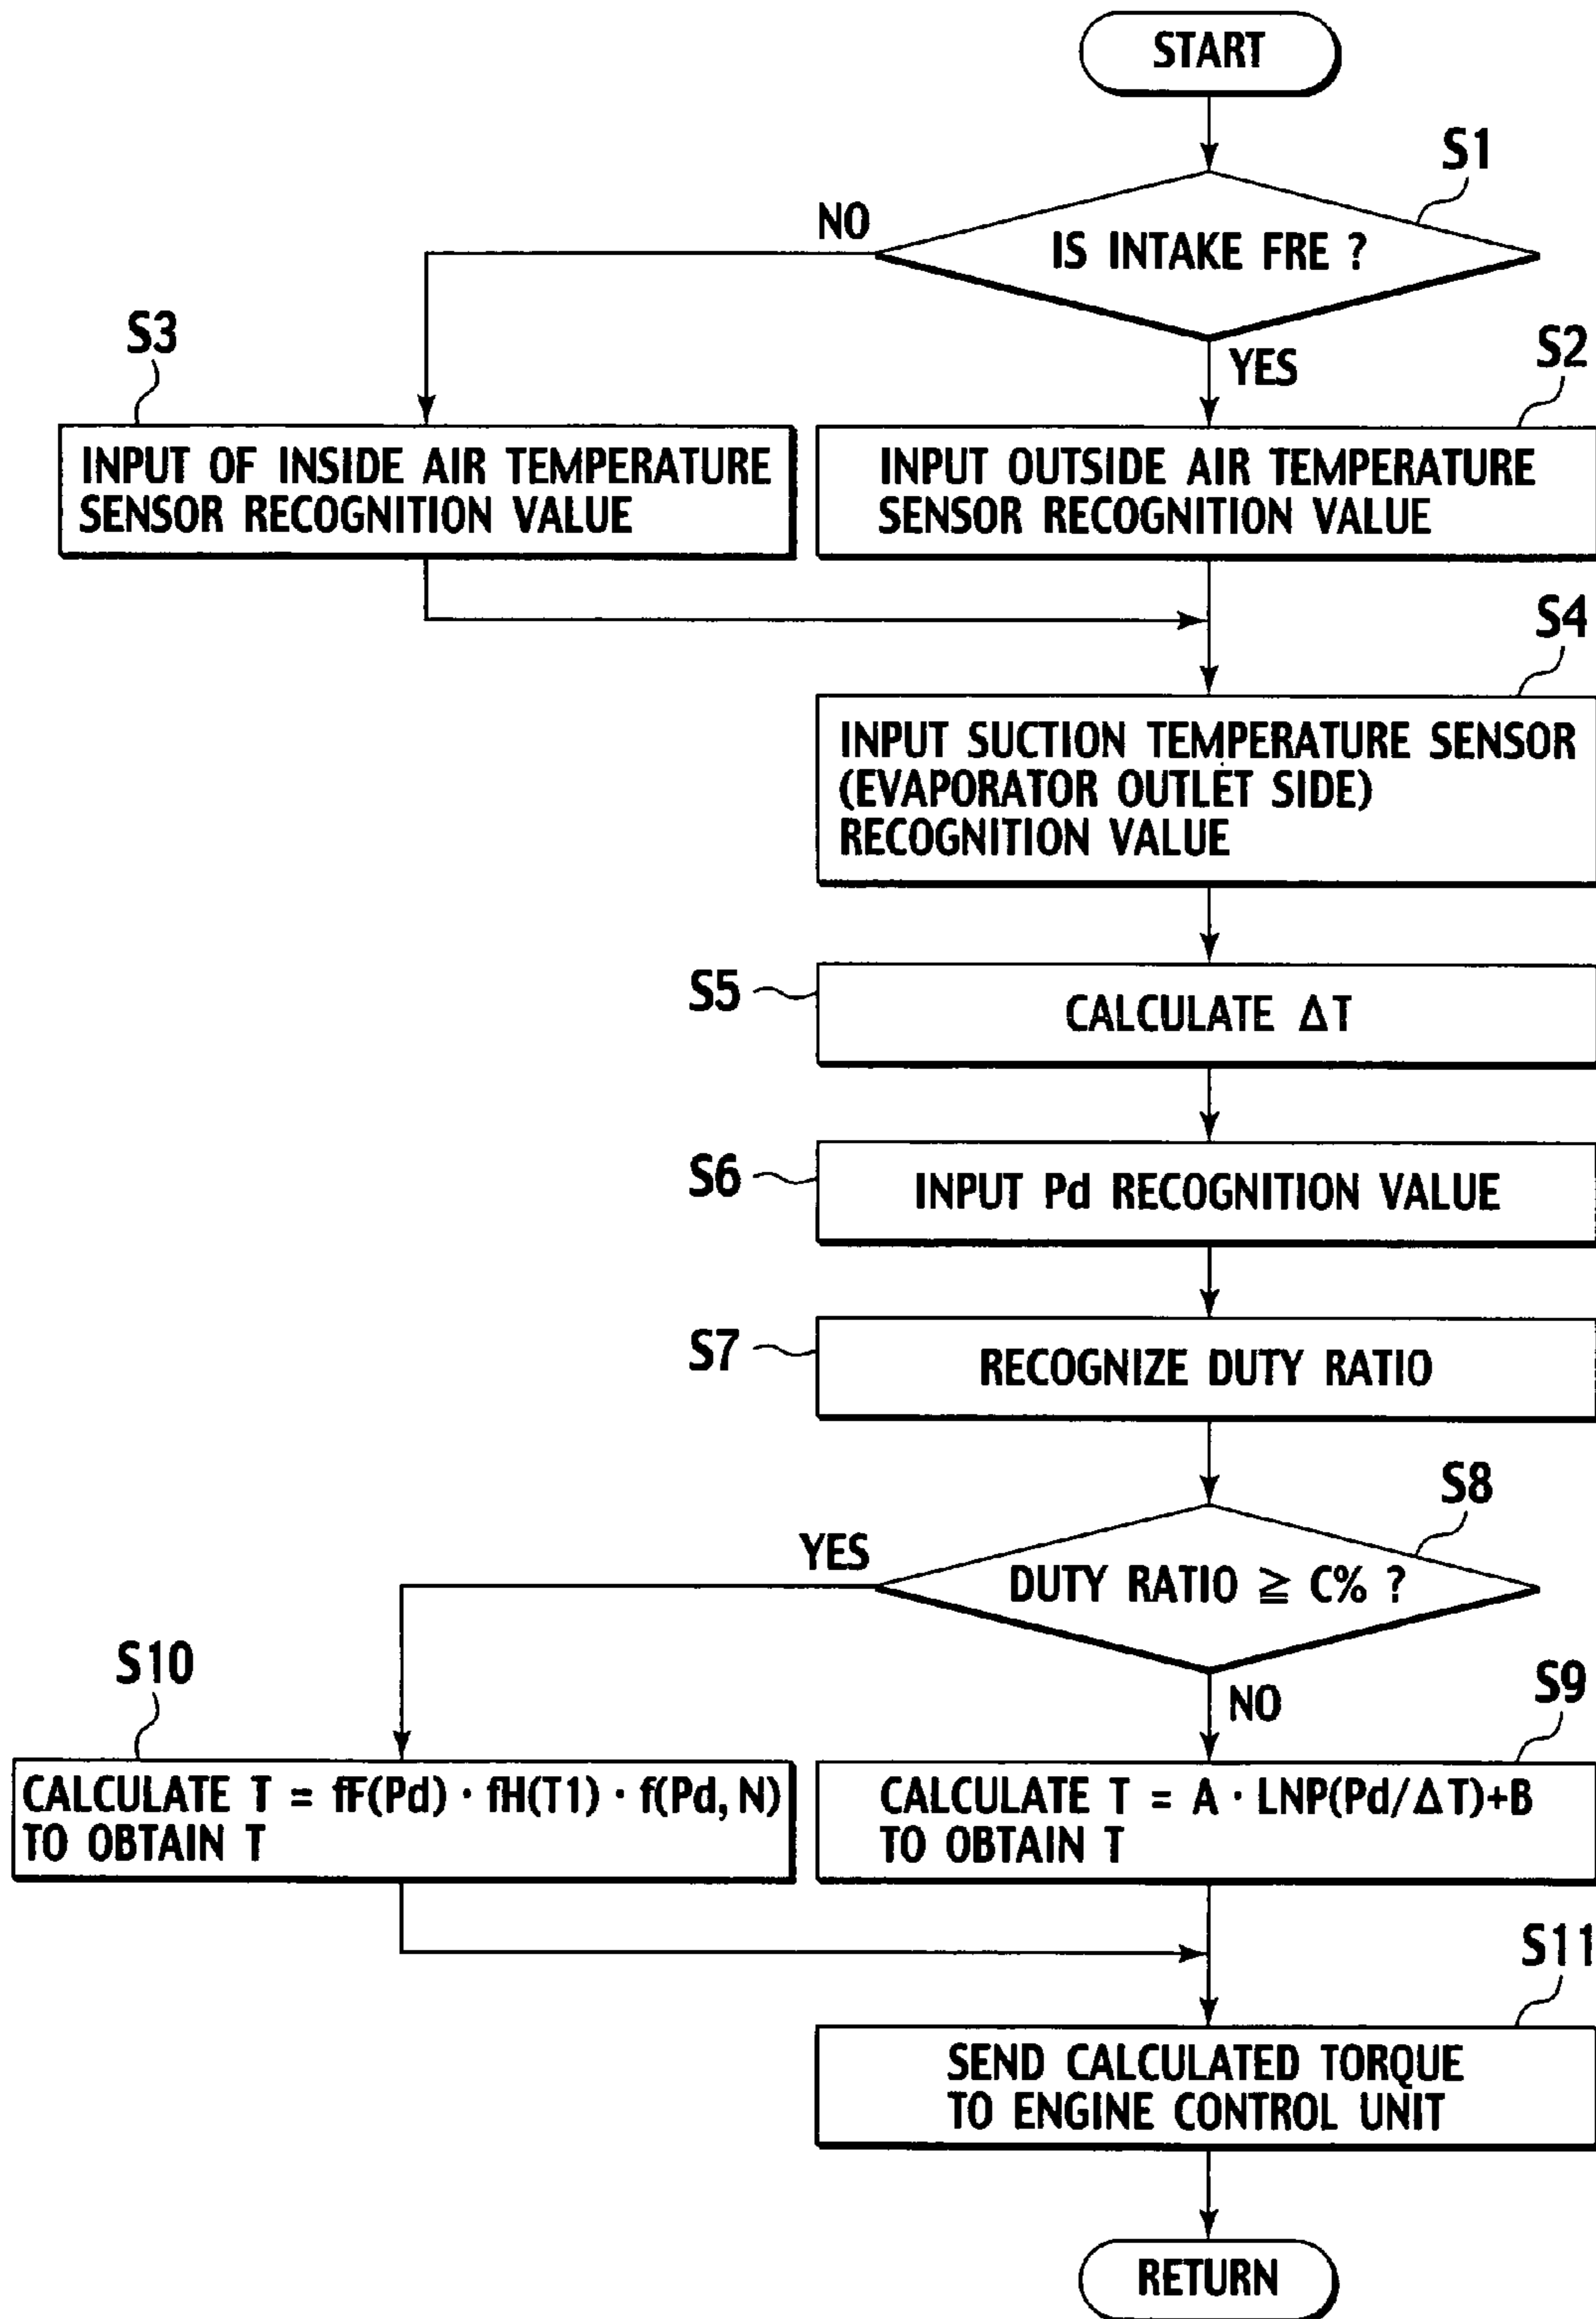 START
S1
NO
IS INTAKE FRE ?
S3
YES
S2
INPUT OF INSIDE AIR TEMPERATURE
SENSOR RECOGNITION VALUE
INPUT OUTSIDE AIR TEMPERATURE
SENSOR RECOGNITION VALUE
S4
INPUT SUCTION TEMPERATURE SENSOR
(EVAPORATOR OUTLET SIDE)
RECOGNITION VALUE
S5
CALCULATE ΔT
S6
INPUT Pd RECOGNITION VALUE
S7
RECOGNIZE DUTY RATIO
S8
YES
DUTY RATIO ≧ C% ?
S10
NO
S9
CALCULATE T = fF(Pd) · fH(T1) · f(Pd, N)
TO OBTAIN T
CALCULATE T = A · LNP(Pd/ΔT)+B
TO OBTAIN T
S11
SEND CALCULATED TORQUE
TO ENGINE CONTROL UNIT
RETURN